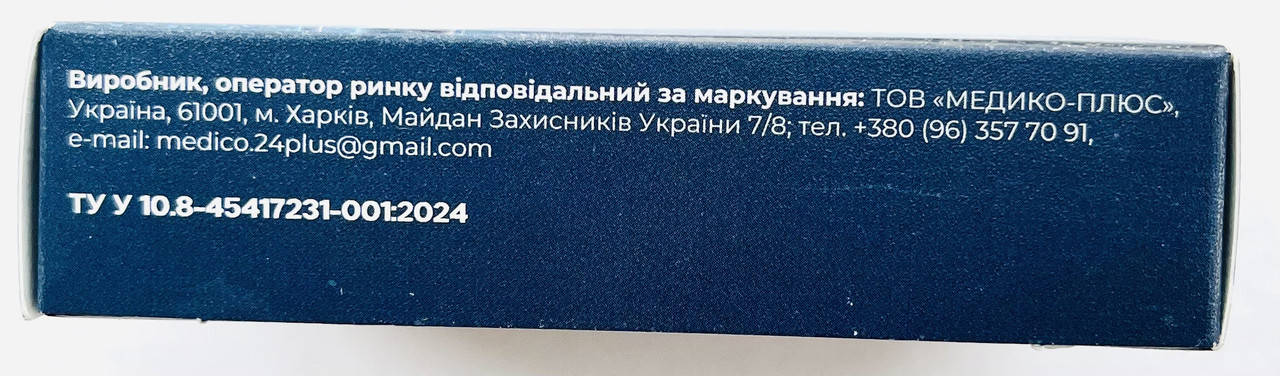 Виробник, оператор ринку відповідальний за маркування: ТОВ «МЕДИКО-ПЛЮС»,
Україна, 61001, м. Харків, Майдан Захисників України 7/8; тел. +380 (96) 357 70 91,
e-mail: medico.24plus@gmail.com
ТУ У 10.8-45417231-001:2024